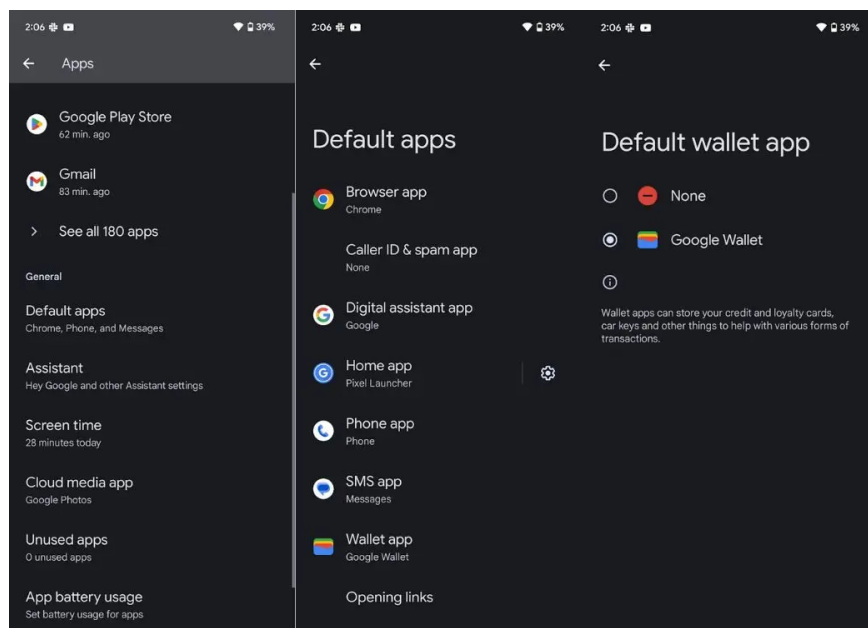 2:06 39%
Apps
Google Play Store
62 min. ago
Gmail
83 min. ago
See all 180 apps
General
Default apps
Chrome, Phone, and Messages
Assistant
Hey Google and other Assistant settings
Screen time
28 minutes today
Cloud media app
Google Photos
Unused apps
0 unused apps
App battery usage
Set battery usage for apps
2:06 39%
Default apps
Browser app
Chrome
Caller ID & spam app
None
Digital assistant app
Google
Home app
Pixel Launcher
Phone app
Phone
SMS app
Messages
Wallet app
Google Wallet
Opening links
2:06 39%
Default wallet app
None
Google Wallet
Wallet apps can store your credit and loyalty cards,
car keys and other things to help with various forms of
transactions.